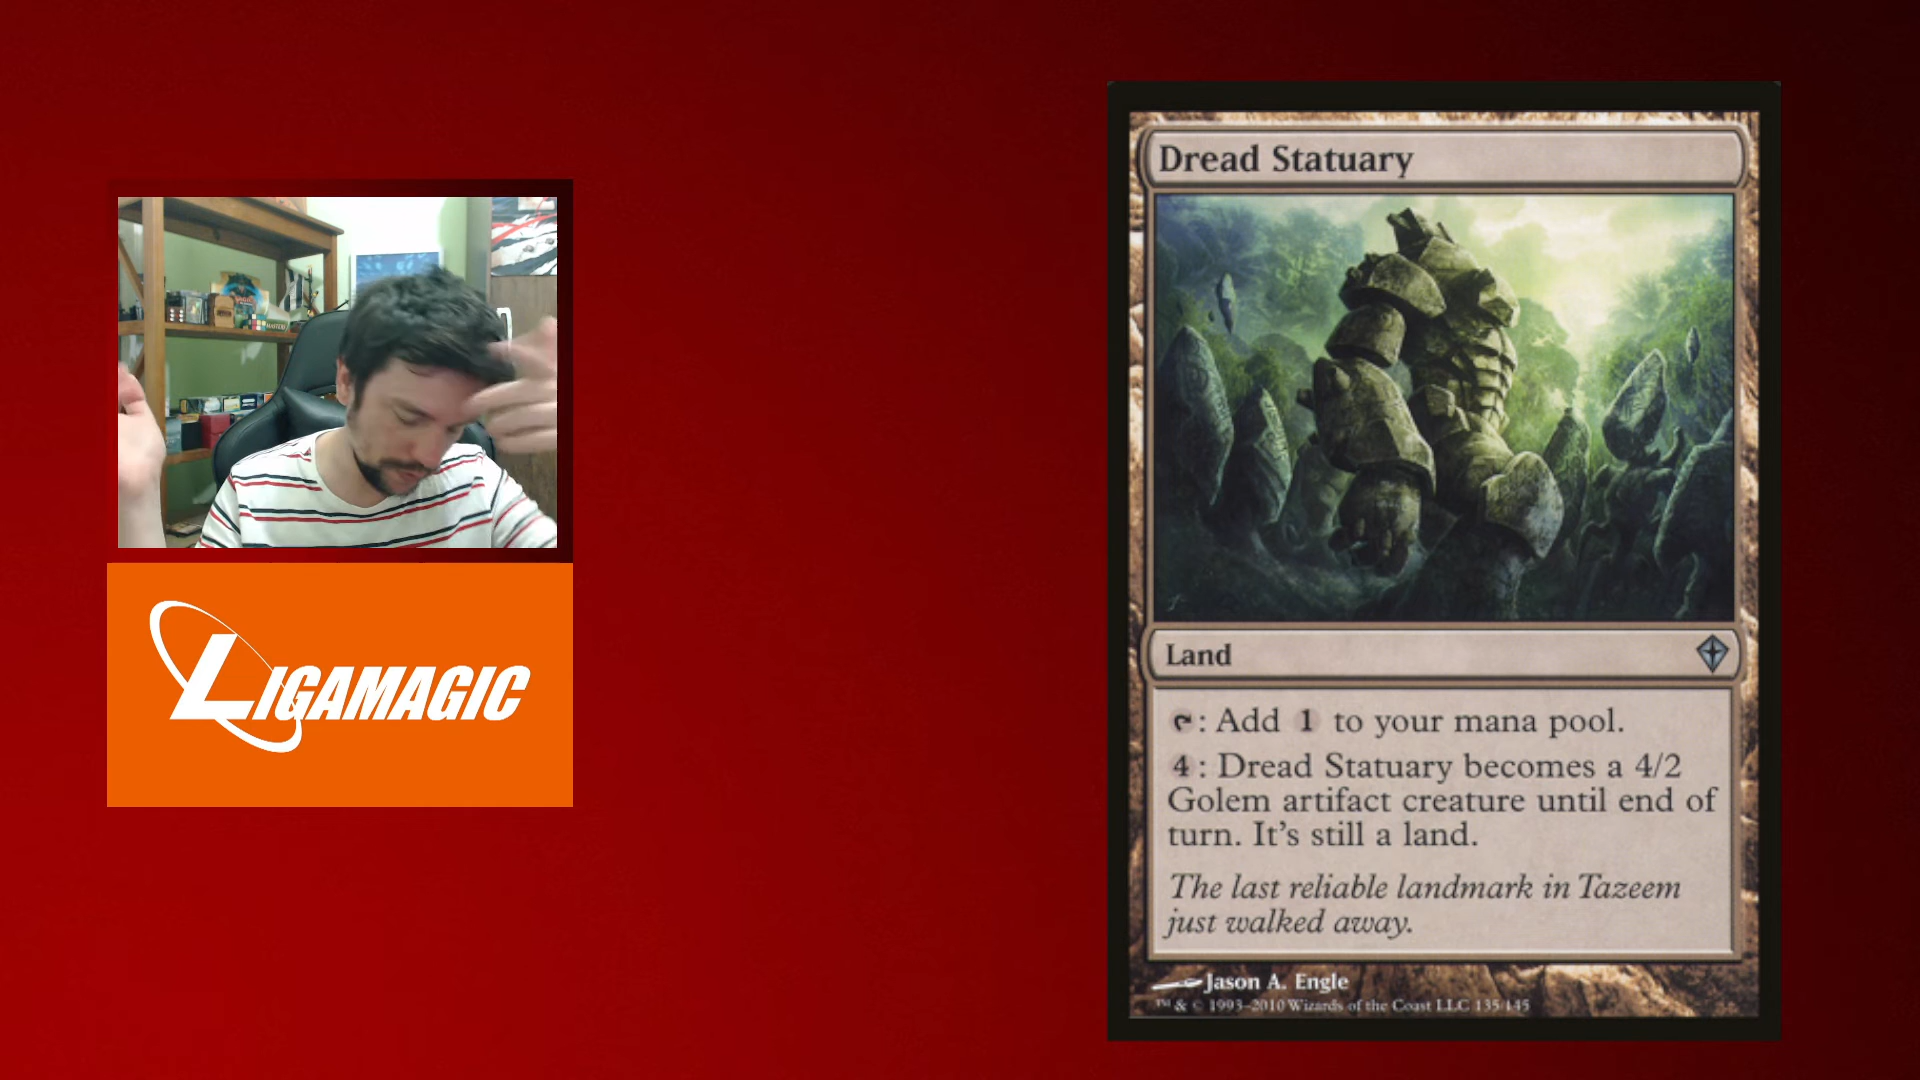 LIGAMAGIC
Dread Statuary
Land
: Add 1 to your mana pool.
4: Dread Statuary becomes a 4/2
Golem artifact creature until end of
turn. It's still a land.
The last reliable landmark in Tazeem
just walked away.
Jason A. Engle
™ & © 1993–2010 Wizards of the Coast LLC 135/145